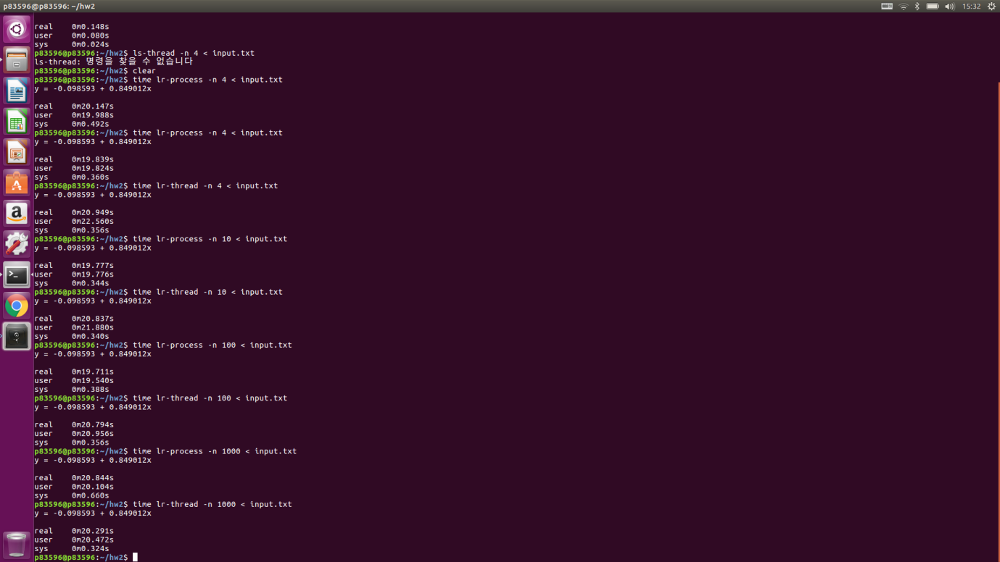 p83596@p83596: ~/hw2
15:32
real 0m0.148s
user 0m0.080s
sys 0m0.024s
p83596@p83596:~/hw2$ ls-thread -n 4 < input.txt
ls-thread: 명령을 찾을 수 없습니다
p83596@p83596:~/hw2$ clear
p83596@p83596:~/hw2$ time lr-process -n 4 < input.txt
y = -0.098593 + 0.849012x
real 0m20.147s
user 0m19.988s
sys 0m0.492s
p83596@p83596:~/hw2$ time lr-process -n 4 < input.txt
y = -0.098593 + 0.849012x
real 0m19.839s
user 0m19.824s
sys 0m0.360s
p83596@p83596:~/hw2$ time lr-thread -n 4 < input.txt
y = -0.098593 + 0.849012x
real 0m20.949s
user 0m22.560s
sys 0m0.356s
p83596@p83596:~/hw2$ time lr-process -n 10 < input.txt
y = -0.098593 + 0.849012x
real 0m19.777s
user 0m19.776s
sys 0m0.344s
p83596@p83596:~/hw2$ time lr-thread -n 10 < input.txt
y = -0.098593 + 0.849012x
real 0m20.837s
user 0m21.880s
sys 0m0.340s
p83596@p83596:~/hw2$ time lr-process -n 100 < input.txt
y = -0.098593 + 0.849012x
real 0m19.711s
user 0m19.540s
sys 0m0.388s
p83596@p83596:~/hw2$ time lr-thread -n 100 < input.txt
y = -0.098593 + 0.849012x
real 0m20.794s
user 0m20.956s
sys 0m0.356s
p83596@p83596:~/hw2$ time lr-process -n 1000 < input.txt
y = -0.098593 + 0.849012x
real 0m20.844s
user 0m20.104s
sys 0m0.660s
p83596@p83596:~/hw2$ time lr-thread -n 1000 < input.txt
y = -0.098593 + 0.849012x
real 0m20.291s
user 0m20.472s
sys 0m0.324s
p83596@p83596:~/hw2$